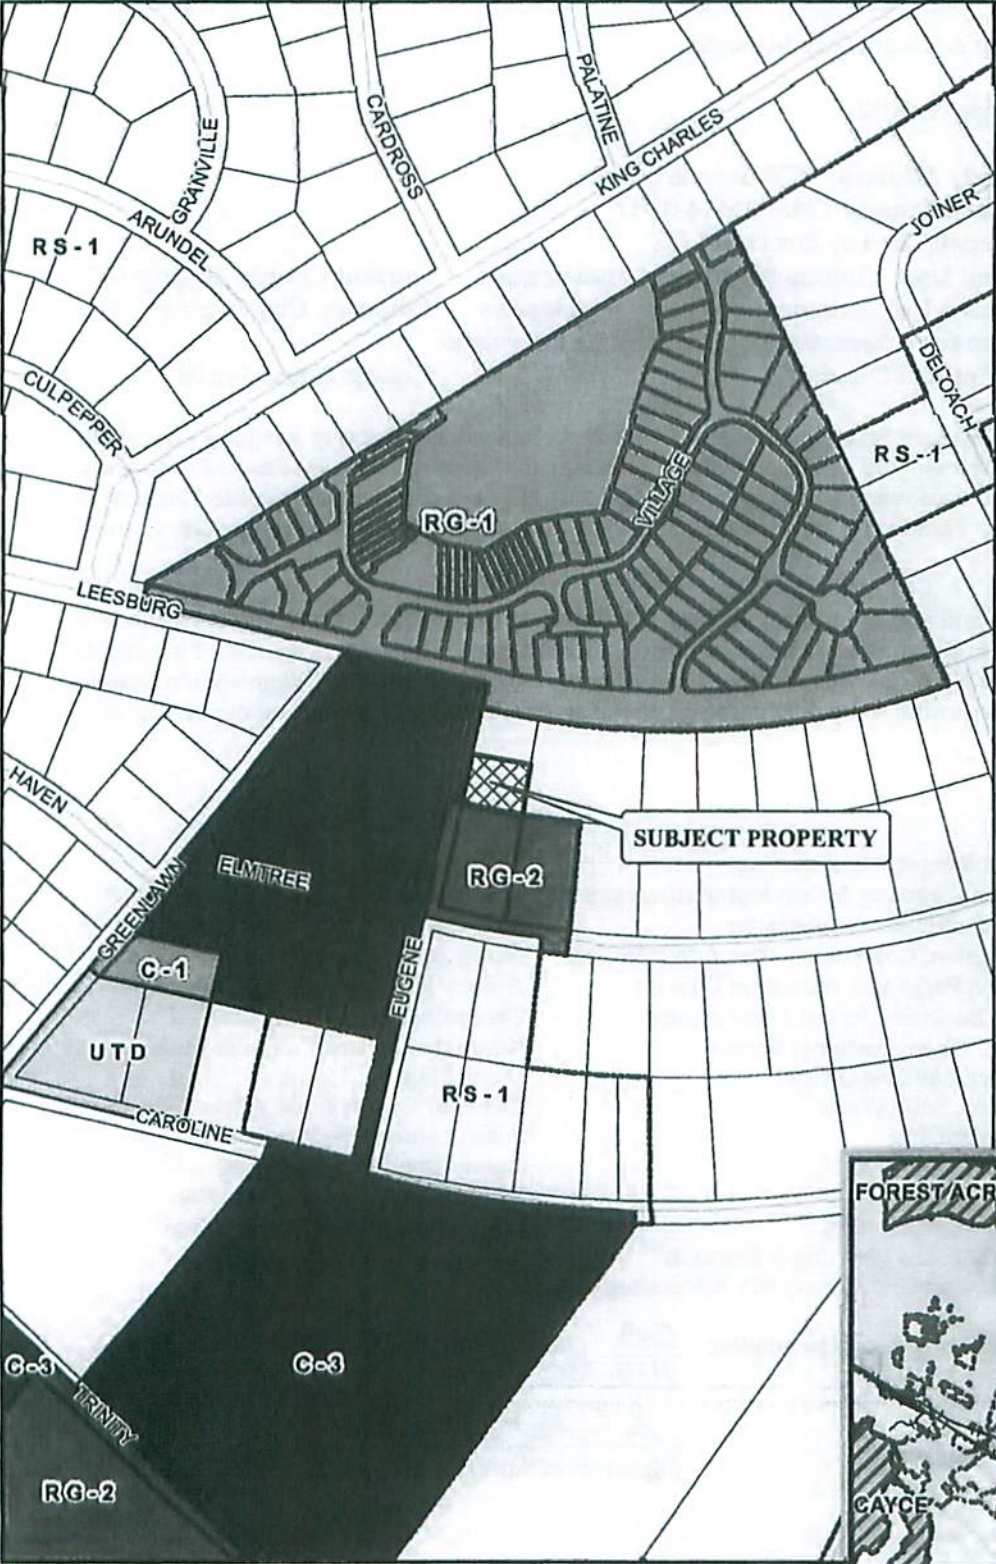 PALATINE
GRANVILLE
CARDROSS
KING CHARLES
JOINER
ARUNDEL
RS-1
DELOACH
CULPEPPER
RS-1
VILLAGE
RG-1
LEESBURG
HAVEN
SUBJECT PROPERTY
ELMTREE
RG-2
GREENLAWN
C-1
EUGENE
UTD
RS-1
CAROLINE
FOREST ACR
C-3
C-3
TRINITY
RG-2
CAYCE